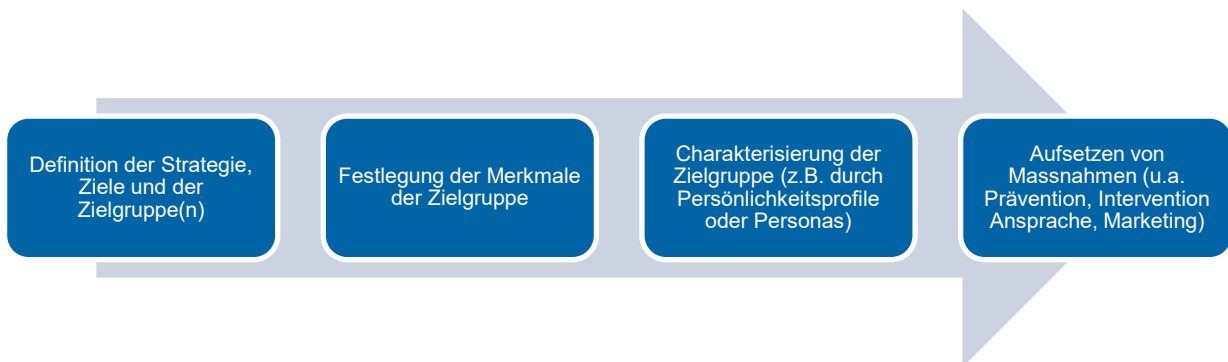 Definition der Strategie,
Ziele und der
Zielgruppe(n)
Festlegung der Merkmale
der Zielgruppe
Charakterisierung der
Zielgruppe (z.B. durch
Persönlichkeitsprofile
oder Personas)
Aufsetzen von
Massnahmen (u.a.
Prävention, Intervention
Ansprache, Marketing)